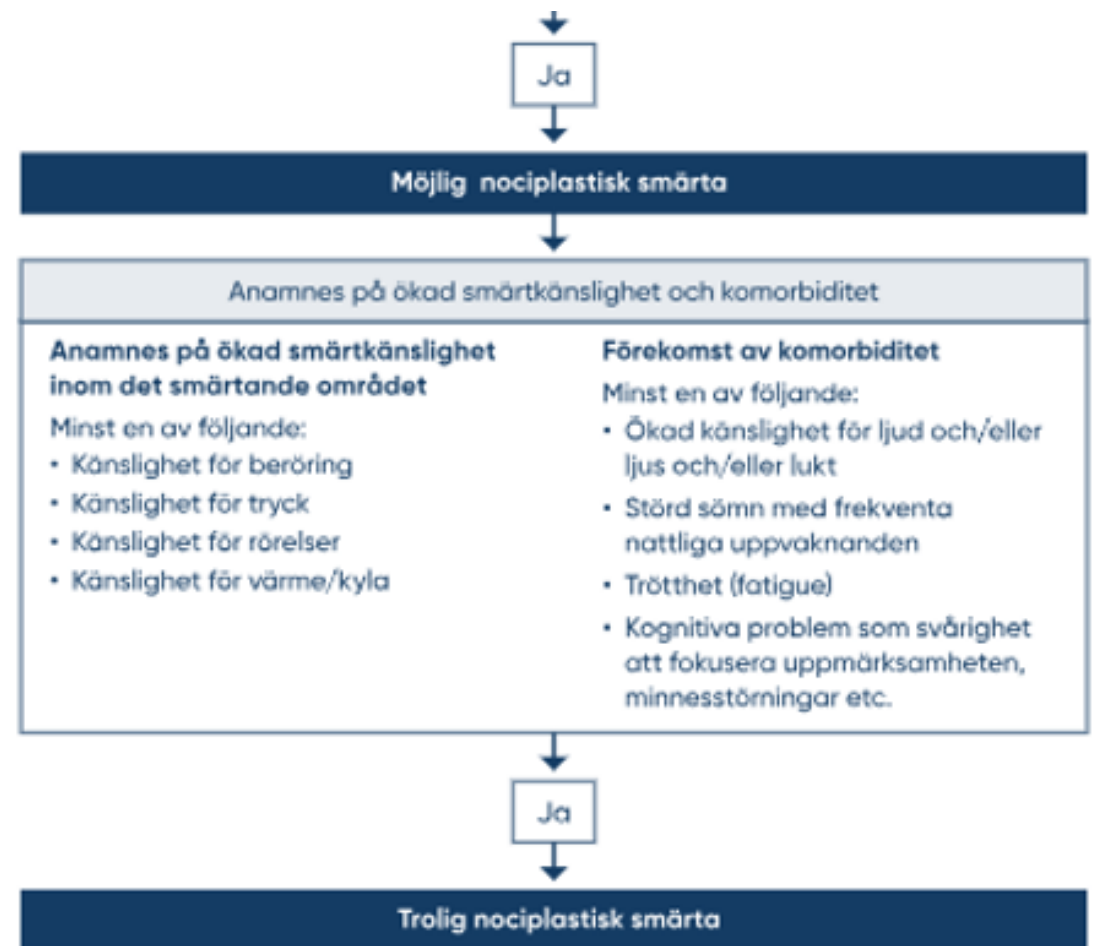 Ja
Möjlig nociplastisk smärta
Anamnes på ökad smärtkänslighet och komorbiditet
Anamnes på ökad smärtkänslighet
inom det smärtande området
Minst en av följande:
• Känslighet för beröring
• Känslighet för tryck
• Känslighet för rörelser
• Känslighet för värme/kyla
Förekomst av komorbiditet
Minst en av följande:
• Ökad känslighet för ljud och/eller
ljus och/eller lukt
• Störd sömn med frekventa
nattliga uppvaknanden
• Trötthet (fatigue)
• Kognitiva problem som svårighet
att fokusera uppmärksamheten,
minnesstörningar etc.
Ja
Trolig nociplastisk smärta